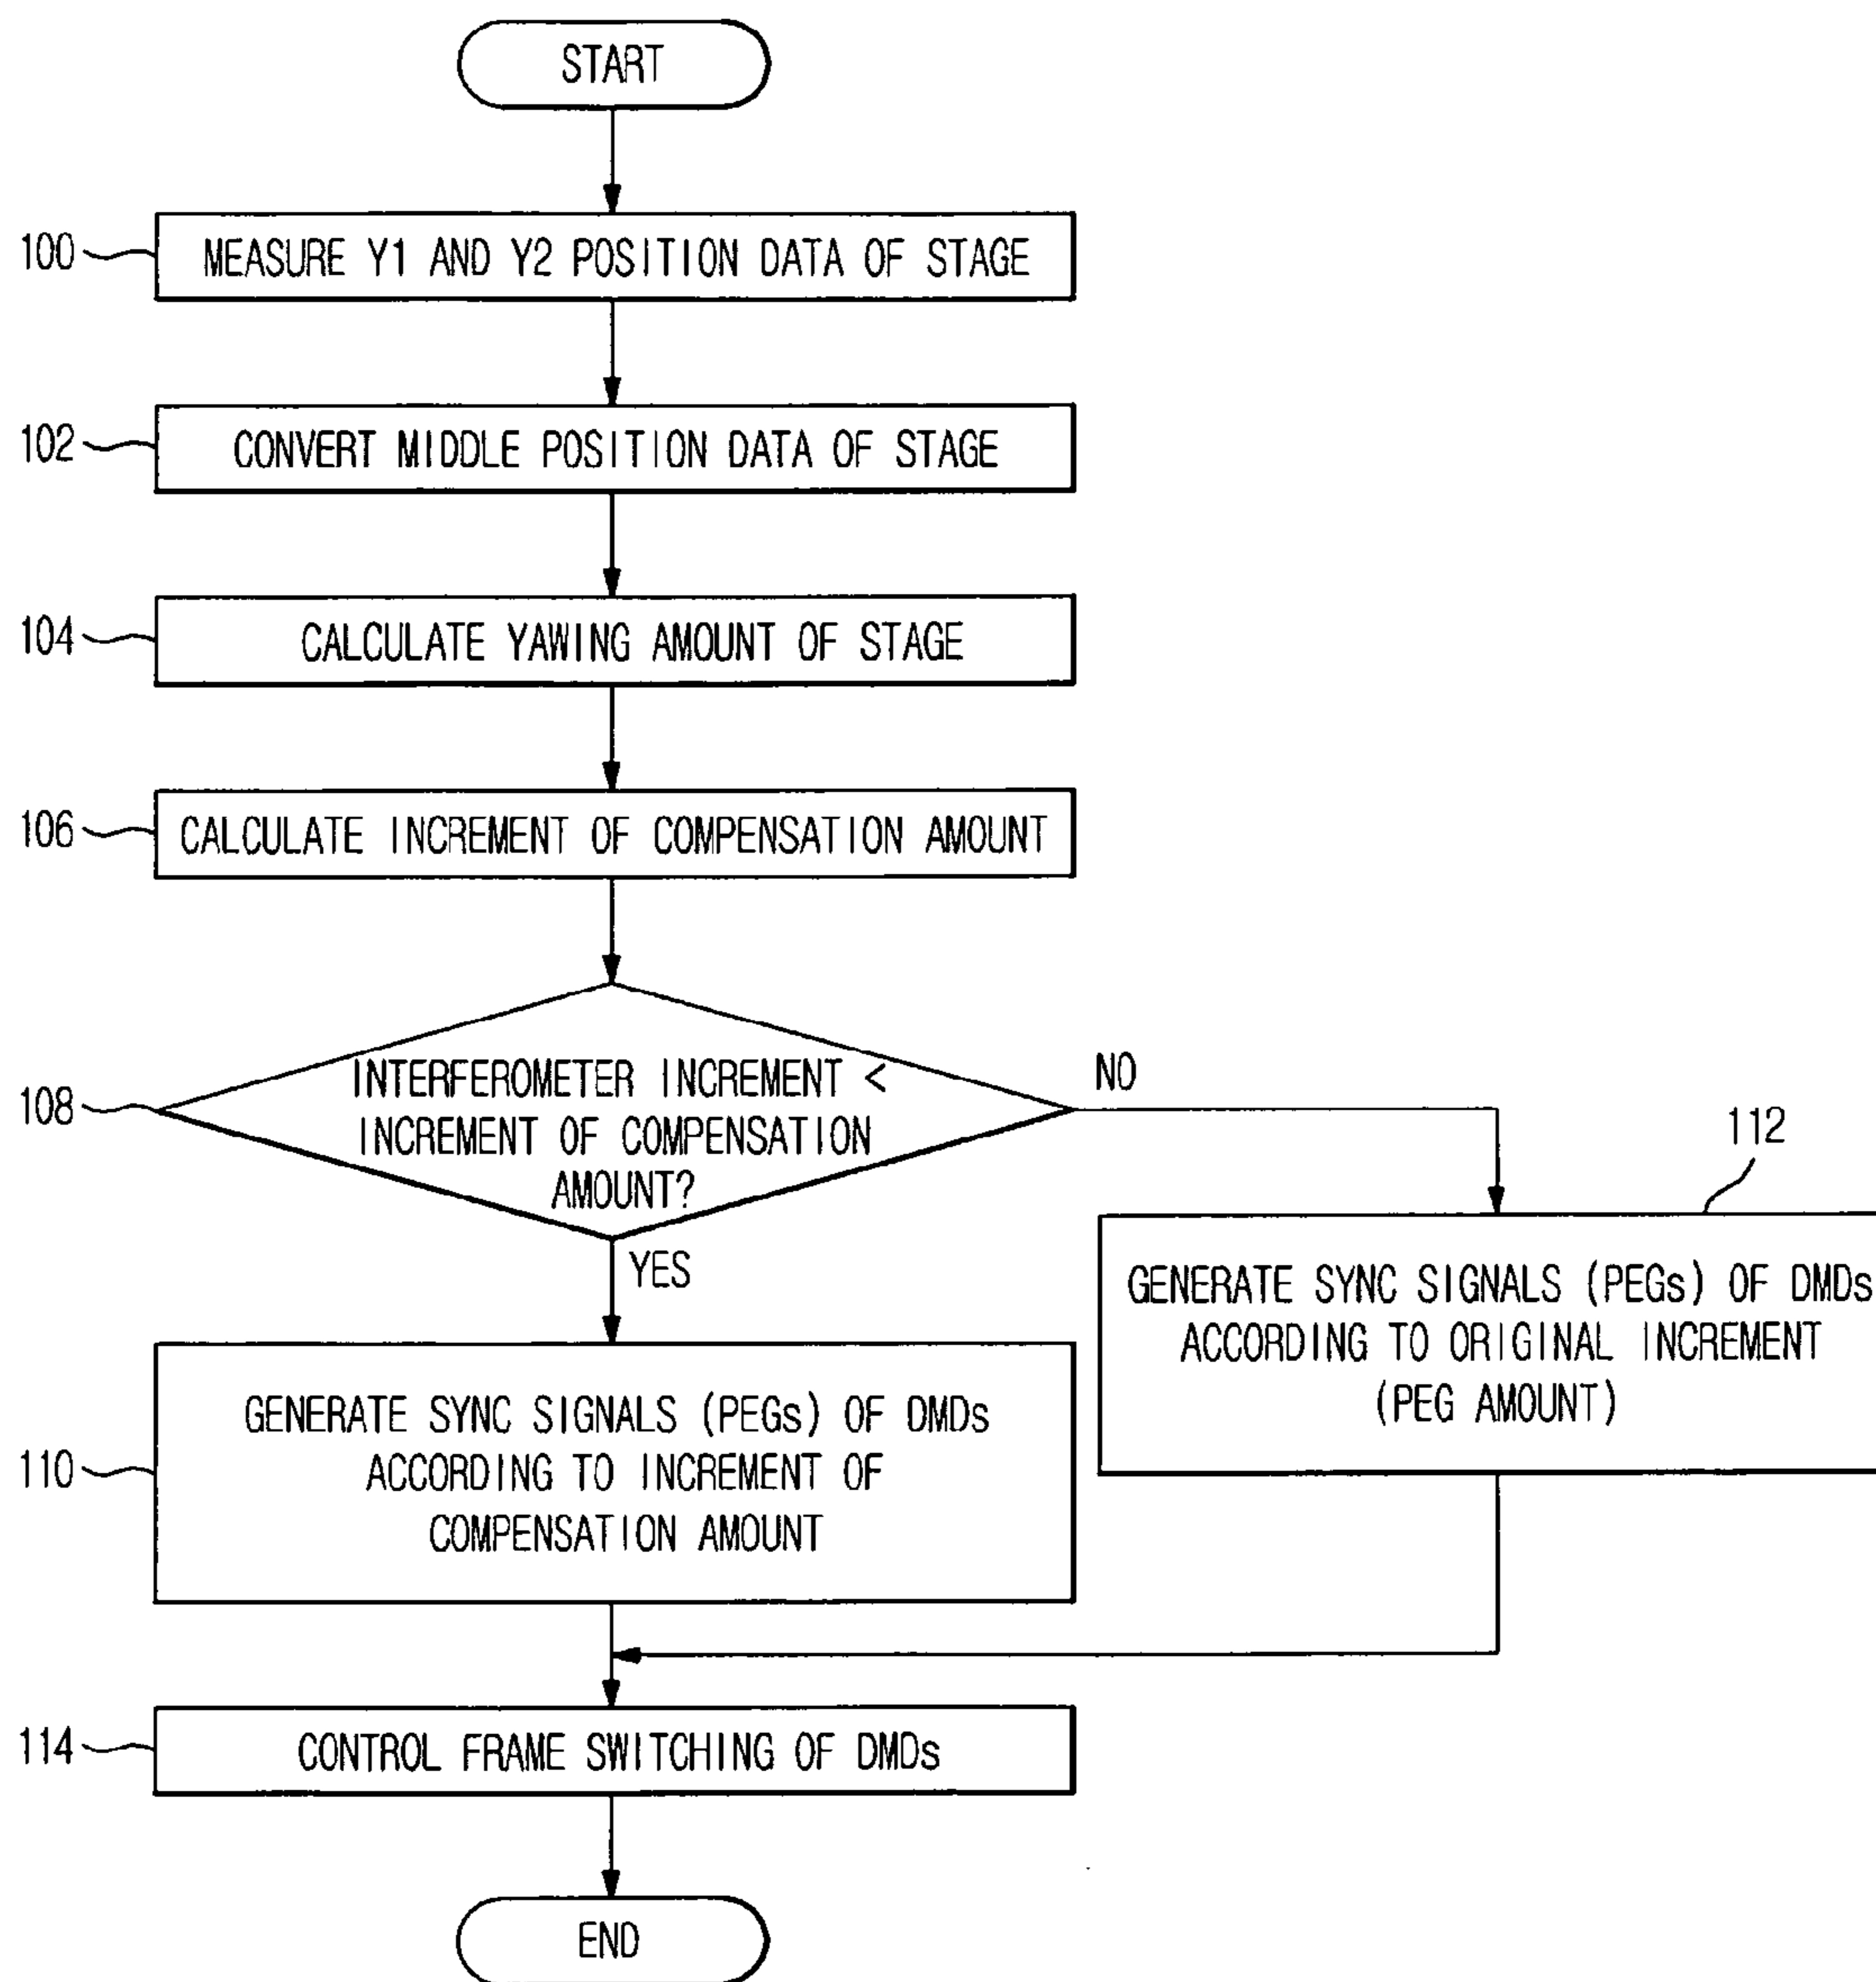 START
100
MEASURE Y1 AND Y2 POSITION DATA OF STAGE
102
CONVERT MIDDLE POSITION DATA OF STAGE
104
CALCULATE YAWING AMOUNT OF STAGE
106
CALCULATE INCREMENT OF COMPENSATION AMOUNT
108
INTERFEROMETER INCREMENT <
INCREMENT OF COMPENSATION
AMOUNT?
NO
YES
112
GENERATE SYNC SIGNALS (PEGs) OF DMDs
ACCORDING TO ORIGINAL INCREMENT
(PEG AMOUNT)
110
GENERATE SYNC SIGNALS (PEGs) OF DMDs
ACCORDING TO INCREMENT OF
COMPENSATION AMOUNT
114
CONTROL FRAME SWITCHING OF DMDs
END